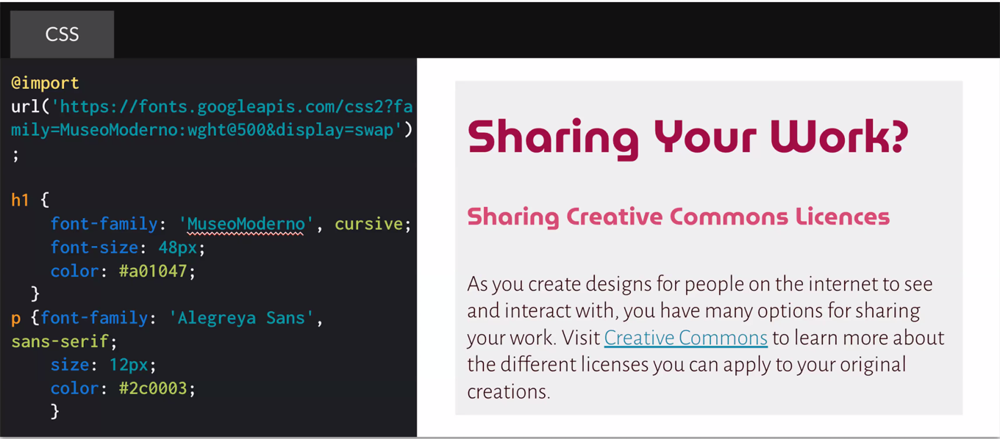 CSS
@import
url('https://fonts.googleapis.com/css2?fa
mily=MuseoModerno:wght@500&display=swap')
;
h1 {
font-family: 'MuseoModerno', cursive;
font-size: 48px;
color: #a01047;
}
p {font-family: 'Alegreya Sans',
sans-serif;
size: 12px;
color: #2c0003;
}
Sharing Your Work?
Sharing Creative Commons Licences
As you create designs for people on the internet to see
and interact with, you have many options for sharing
your work. Visit Creative Commons to learn more about
the different licenses you can apply to your original
creations.